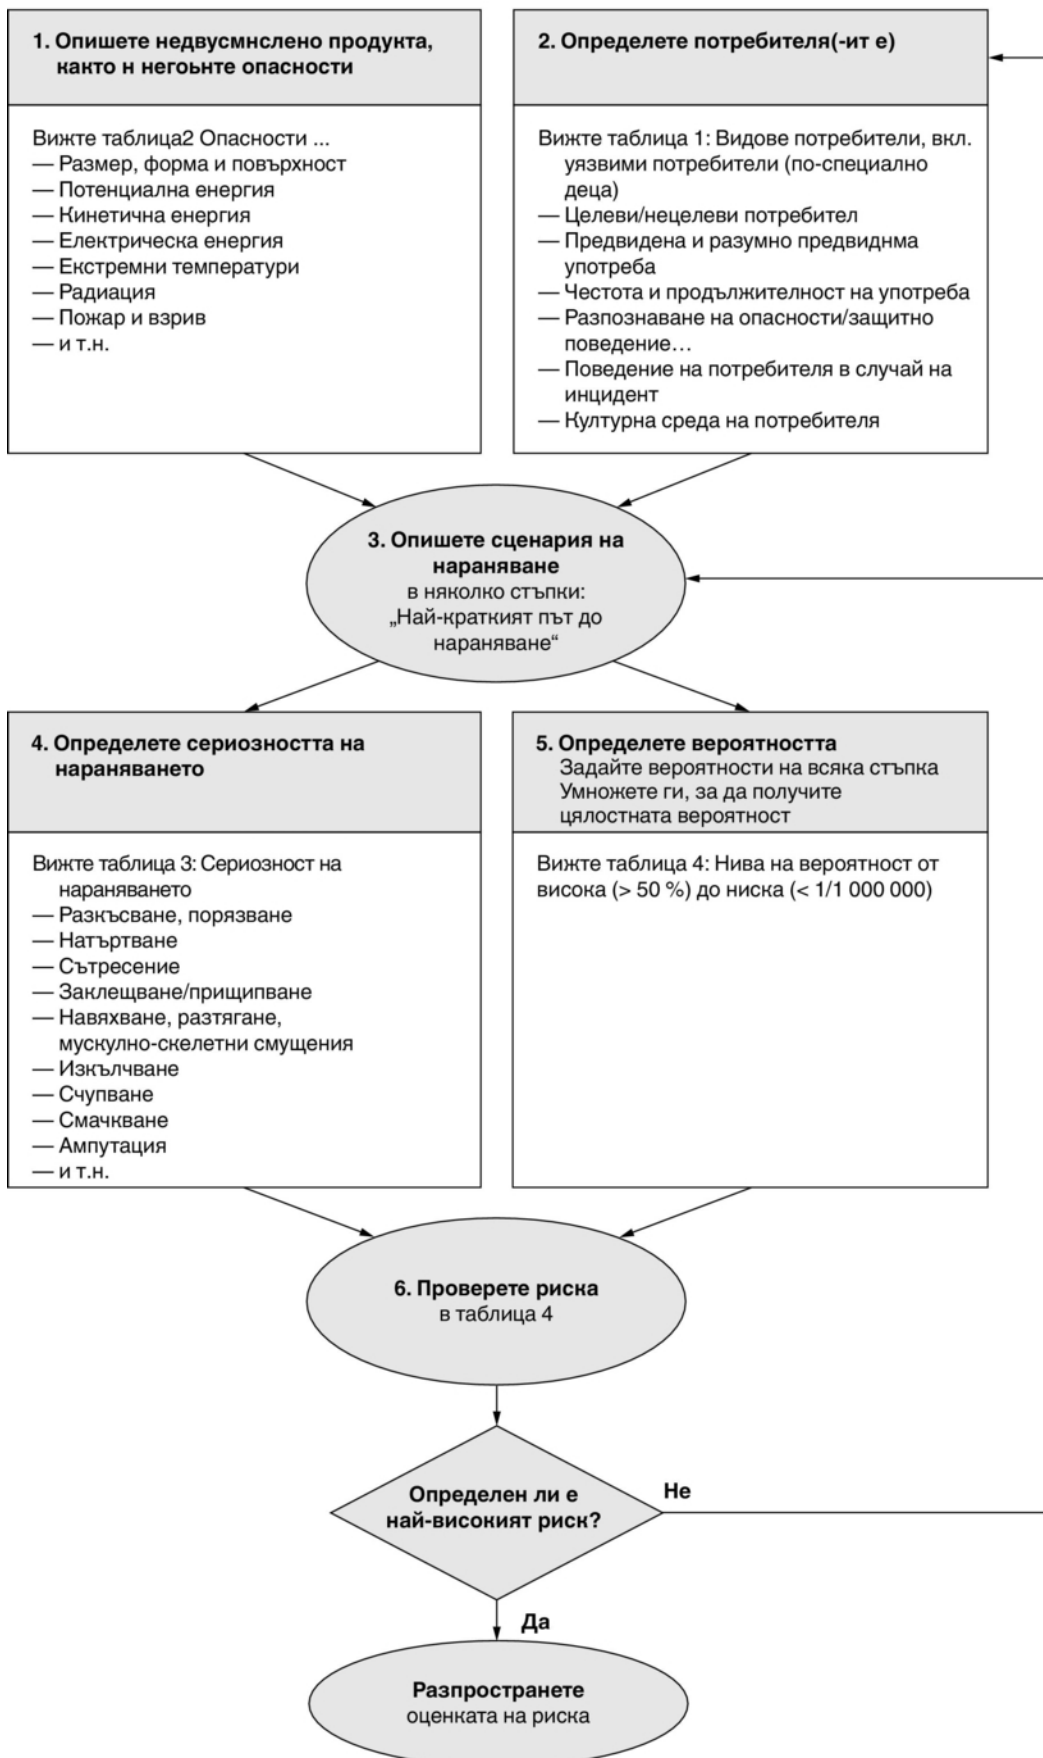 1. Опишете недвусмнслено продукта,
както н негоьнте опасности
Вижте таблица2 Опасности ...
— Размер, форма и повърхност
— Потенциална енергия
— Кинетична енергия
— Електрическа енергия
— Екстремни температури
— Радиация
— Пожар и взрив
— и т.н.
2. Определете потребителя(-ит е)
Вижте таблица 1: Видове потребители, вкл.
уязвими потребители (по-специално
деца)
— Целеви/нецелеви потребител
— Предвидена и разумно предвиднма
употреба
— Честота и продължителност на употреба
— Разпознаване на опасности/защитно
поведение…
— Поведение на потребителя в случай на
инцидент
— Културна среда на потребителя
3. Опишете сценария на
нараняване
в няколко стъпки:
„Най-краткият път до
нараняване“
4. Определете сериозността на
нараняването
Вижте таблица 3: Сериозност на
нараняването
— Разкъсване, порязване
— Натъртване
— Сътресение
— Заклещване/прищипване
— Навяхване, разтягане,
мускулно-скелетни смущения
— Изкълчване
— Счупване
— Смачкване
— Ампутация
— и т.н.
5. Определете вероятността
Задайте вероятности на всяка стъпка
Умножете ги, за да получите
цялостната вероятност
Вижте таблица 4: Нива на вероятност от
висока (> 50 %) до ниска (< 1/1 000 000)
6. Проверете риска
в таблица 4
Определен ли е
най-високият риск?
Не
Да
Разпространете
оценката на риска